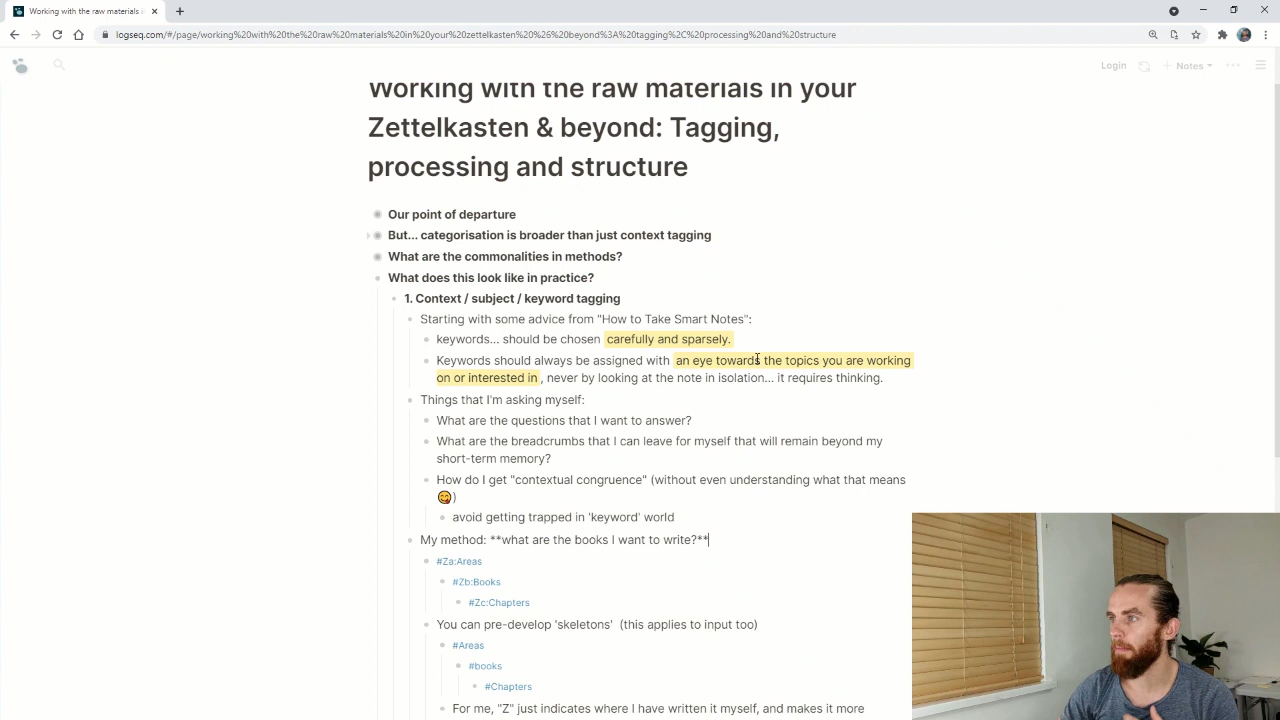 Working with the raw materials i
logseq.com/#/page/working%20with%20the%20raw%20materials%20in%20your%20zettelkasten%20%26%20beyond%3A%20tagging%2C%20processing%20and%20structure
Login
Notes
Working with the raw materials in your
Zettelkasten & beyond: Tagging,
processing and structure
Our point of departure
But... categorisation is broader than just context tagging
What are the commonalities in methods?
What does this look like in practice?
1. Context / subject / keyword tagging
Starting with some advice from "How to Take Smart Notes":
keywords... should be chosen carefully and sparsely.
Keywords should always be assigned with an eye towards the topics you are working
on or interested in, never by looking at the note in isolation... it requires thinking.
Things that I'm asking myself:
What are the questions that I want to answer?
What are the breadcrumbs that I can leave for myself that will remain beyond my
short-term memory?
How do I get "contextual congruence" (without even understanding what that means
😋)
avoid getting trapped in 'keyword' world
My method: **what are the books I want to write?**
#Za:Areas
#Zb:Books
#Zc:Chapters
You can pre-develop 'skeletons' (this applies to input too)
#Areas
#books
#Chapters
For me, "Z" just indicates where I have written it myself, and makes it more